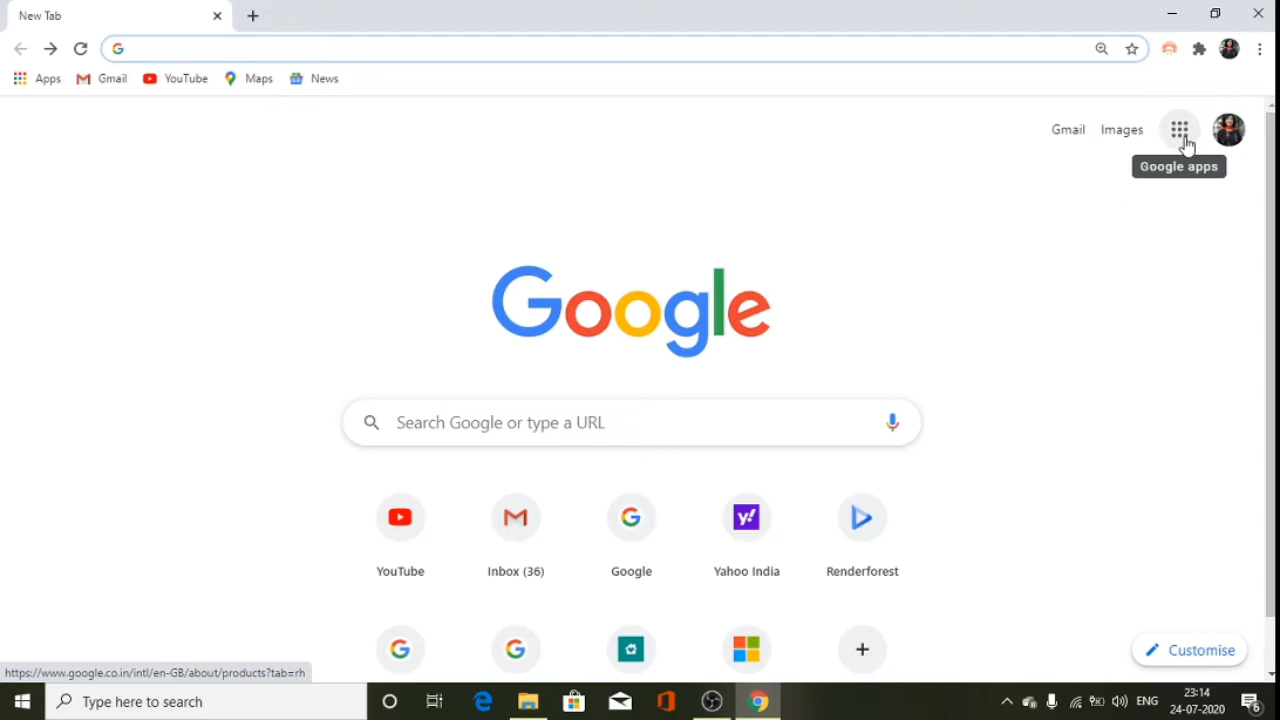 New Tab
Apps Gmail YouTube Maps News
Gmail Images
Google apps
Google
Search Google or type a URL
y!
YouTube Inbox (36) Google Yahoo India Renderforest
Customise
https://www.google.co.in/intl/en-GB/about/products?tab=rh
Type here to search
ENG
23:14
24-07-2020
6